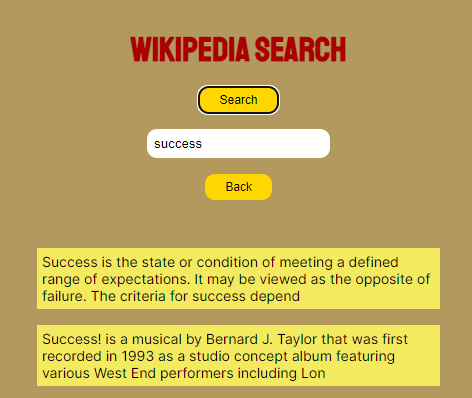 WIKIPEDIA SEARCH
Search
success
Back
Success is the state or condition of meeting a defined
range of expectations. It may be viewed as the opposite of
failure. The criteria for success depend
Success! is a musical by Bernard J. Taylor that was first
recorded in 1993 as a studio concept album featuring
various West End performers including Lon